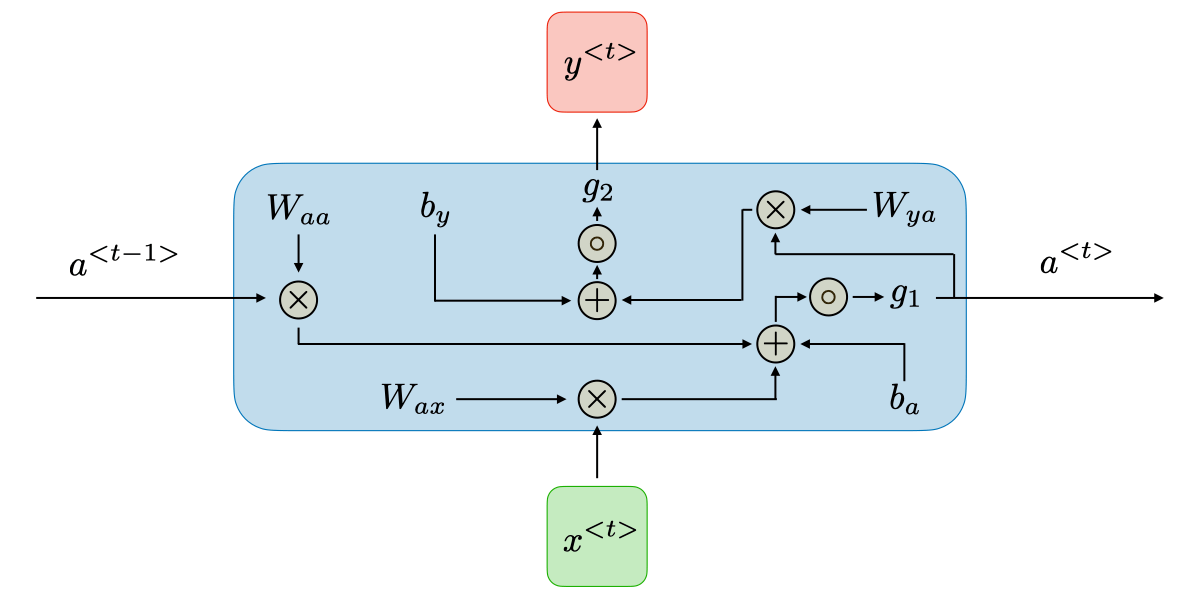 y^{<t>}
W_{aa}
b_y
g_2
W_{ya}
a^{<t-1>}
a^{<t>}
× + ∘ g_1
+
W_{ax} × b_a
x^{<t>}